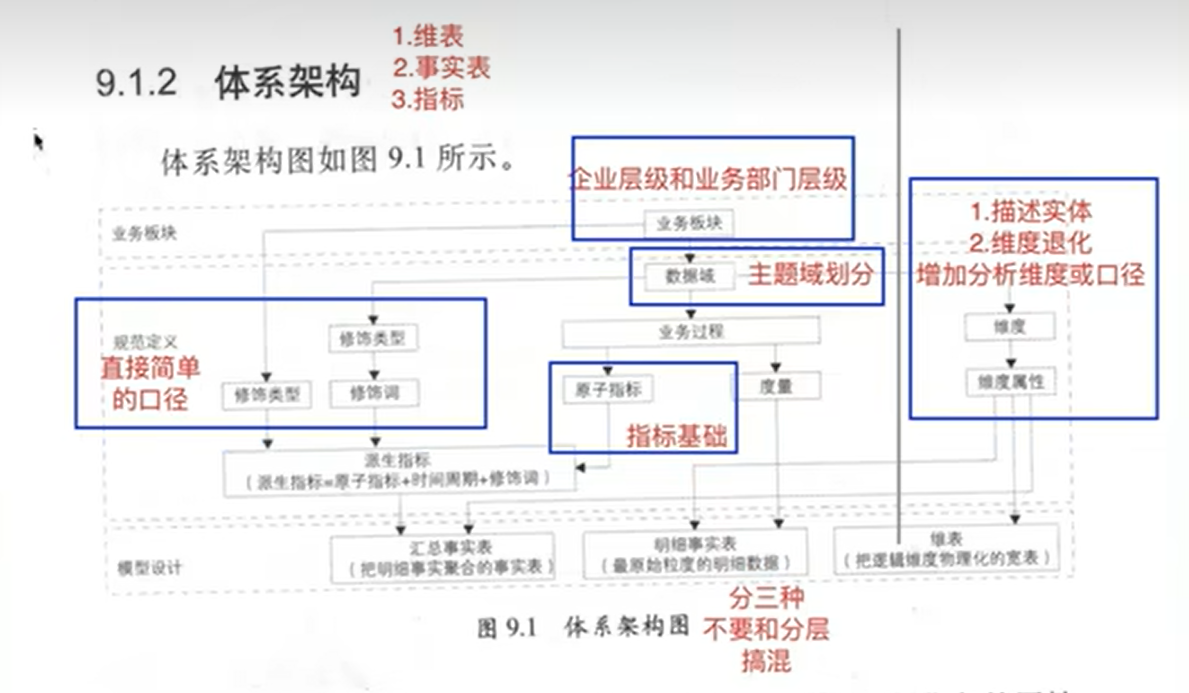 1.维表
2.事实表
3.指标
9.1.2 体系架构
体系架构图如图 9.1 所示。
企业层级和业务部门层级
业务板块
业务板块
1.描述实体
2.维度退化
增加分析维度或口径
数据域
主题域划分
规范定义
直接简单
的口径
修饰类型
业务过程
维度
修饰类型
修饰词
原子指标
度量
维度属性
指标基础
派生指标
(派生指标=原子指标+时间周期+修饰词)
模型设计
汇总事实表
(把明细事实聚合的事实表)
明细事实表
(最原始粒度的明细数据)
维表
(把逻辑维度物理化的宽表)
分三种
不要和分层
搞混
图 9.1 体系架构图